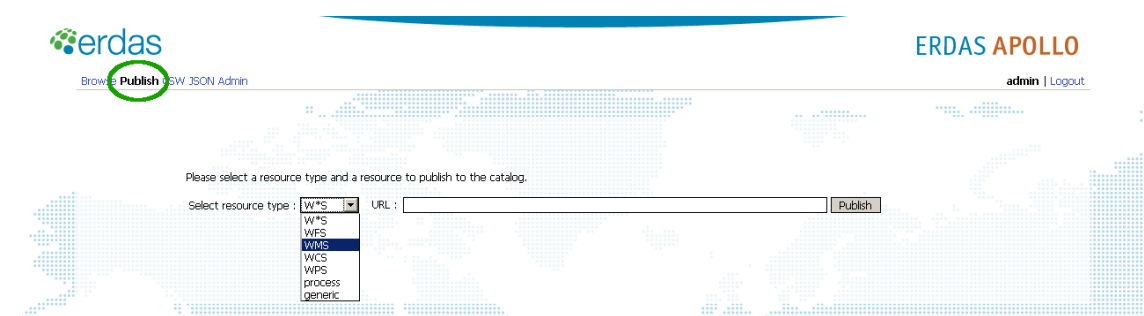 erdas
ERDAS APOLLO
Browse Publish CSW JSON Admin
admin | Logout
Please select a resource type and a resource to publish to the catalog.
Select resource type : W*S URL : Publish
W*S
WFS
WMS
WCS
WPS
process
generic